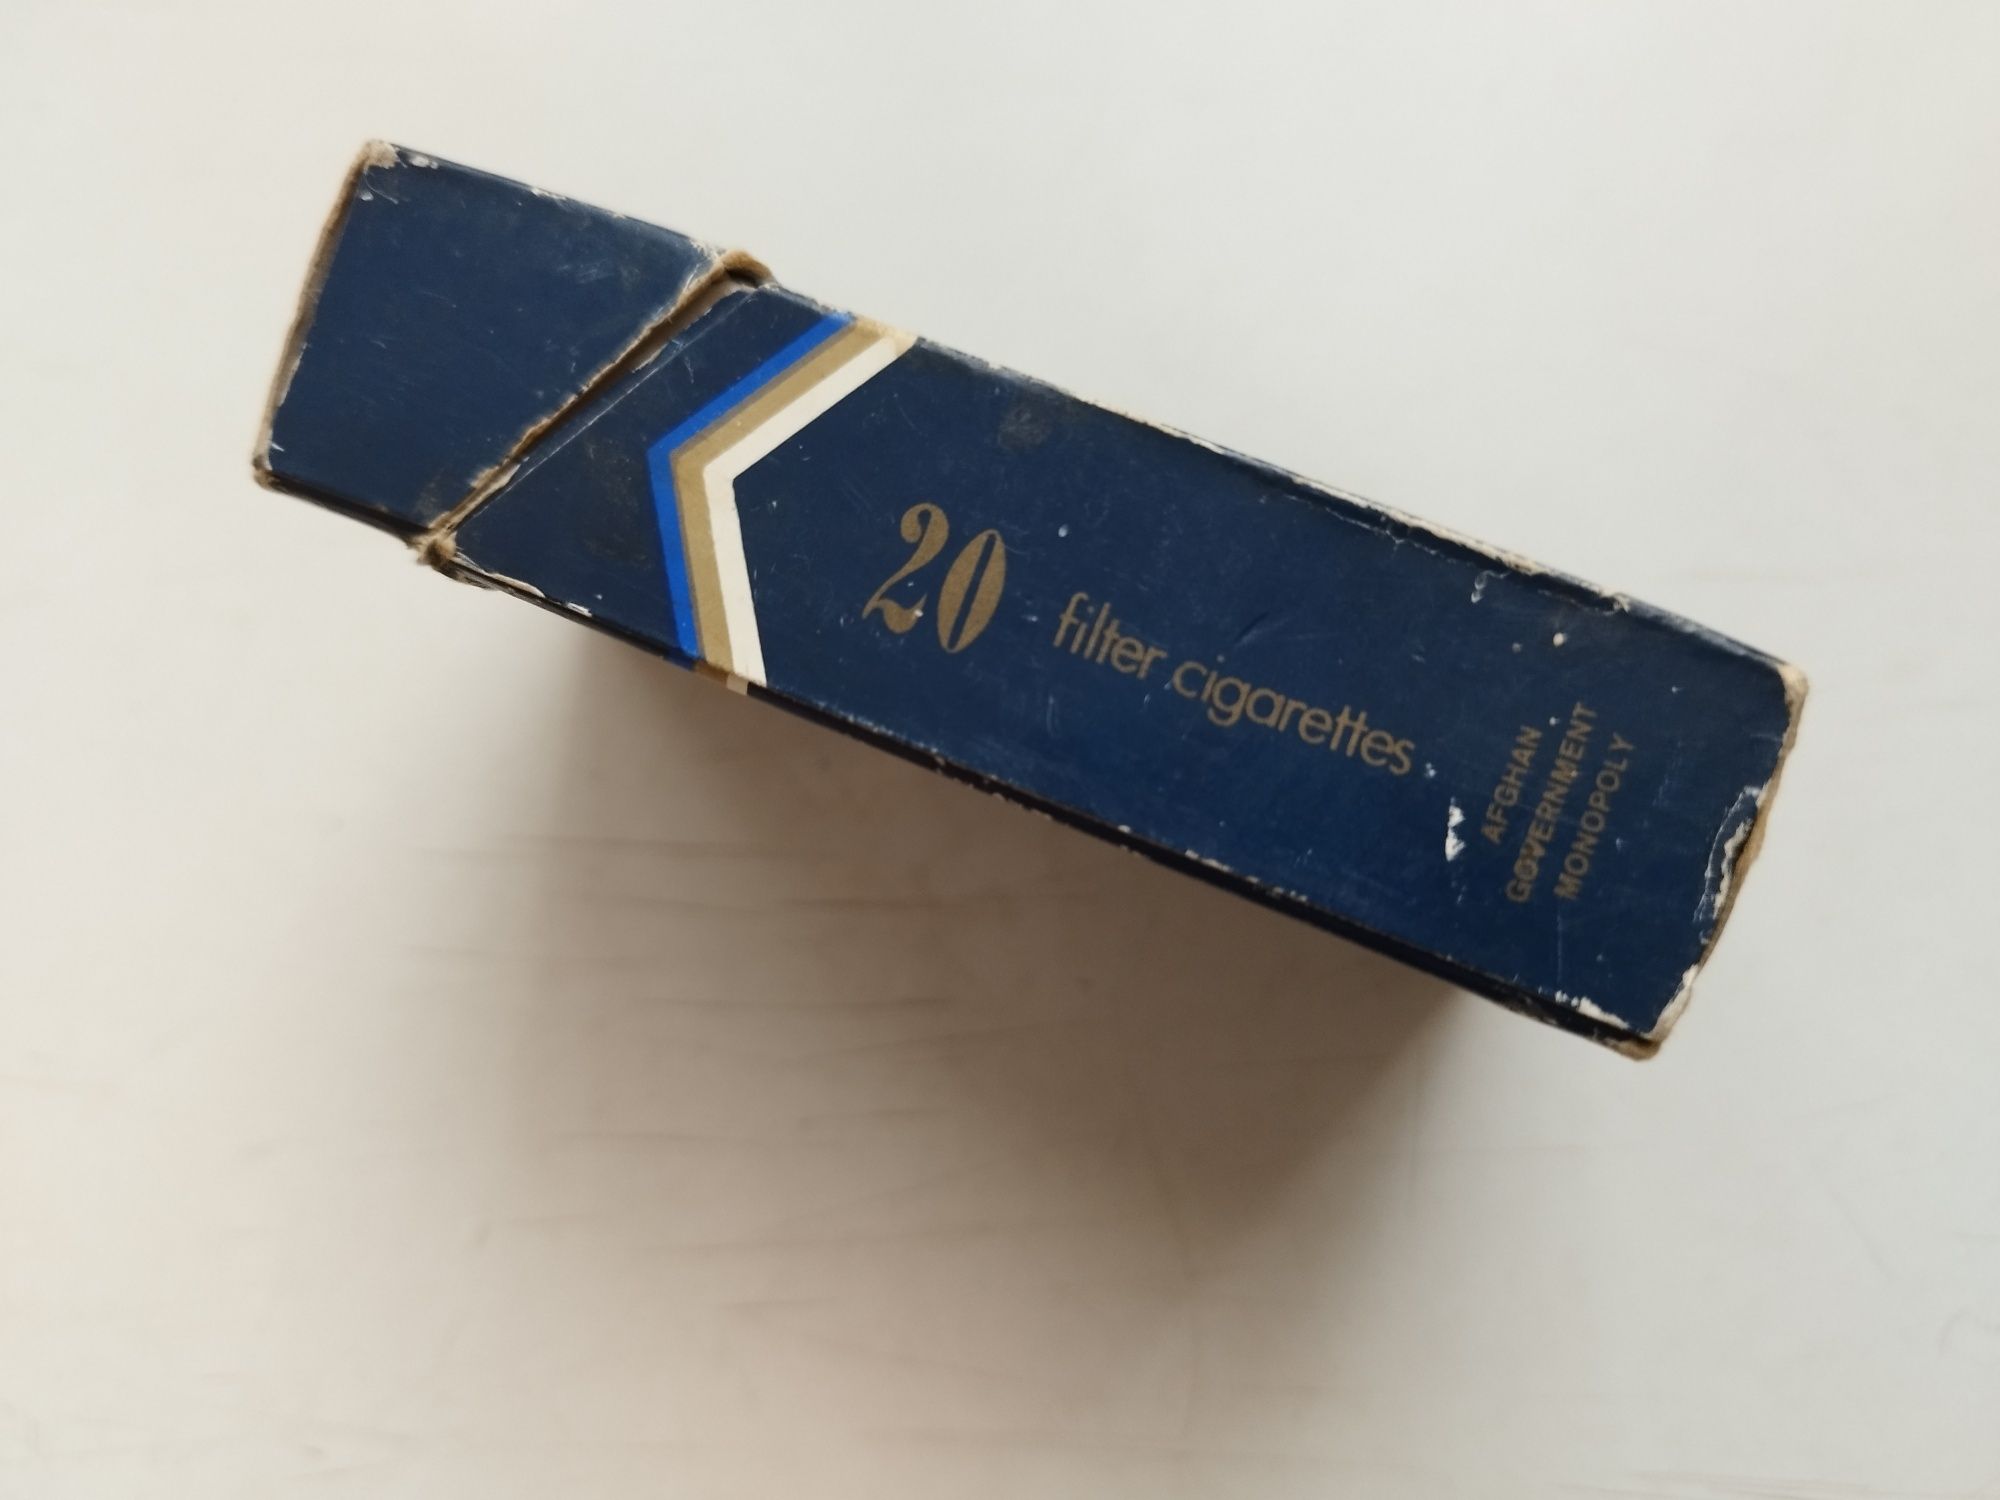 20 filter cigarettes
AFGHAN
GOVERNMENT
MONOPOLY